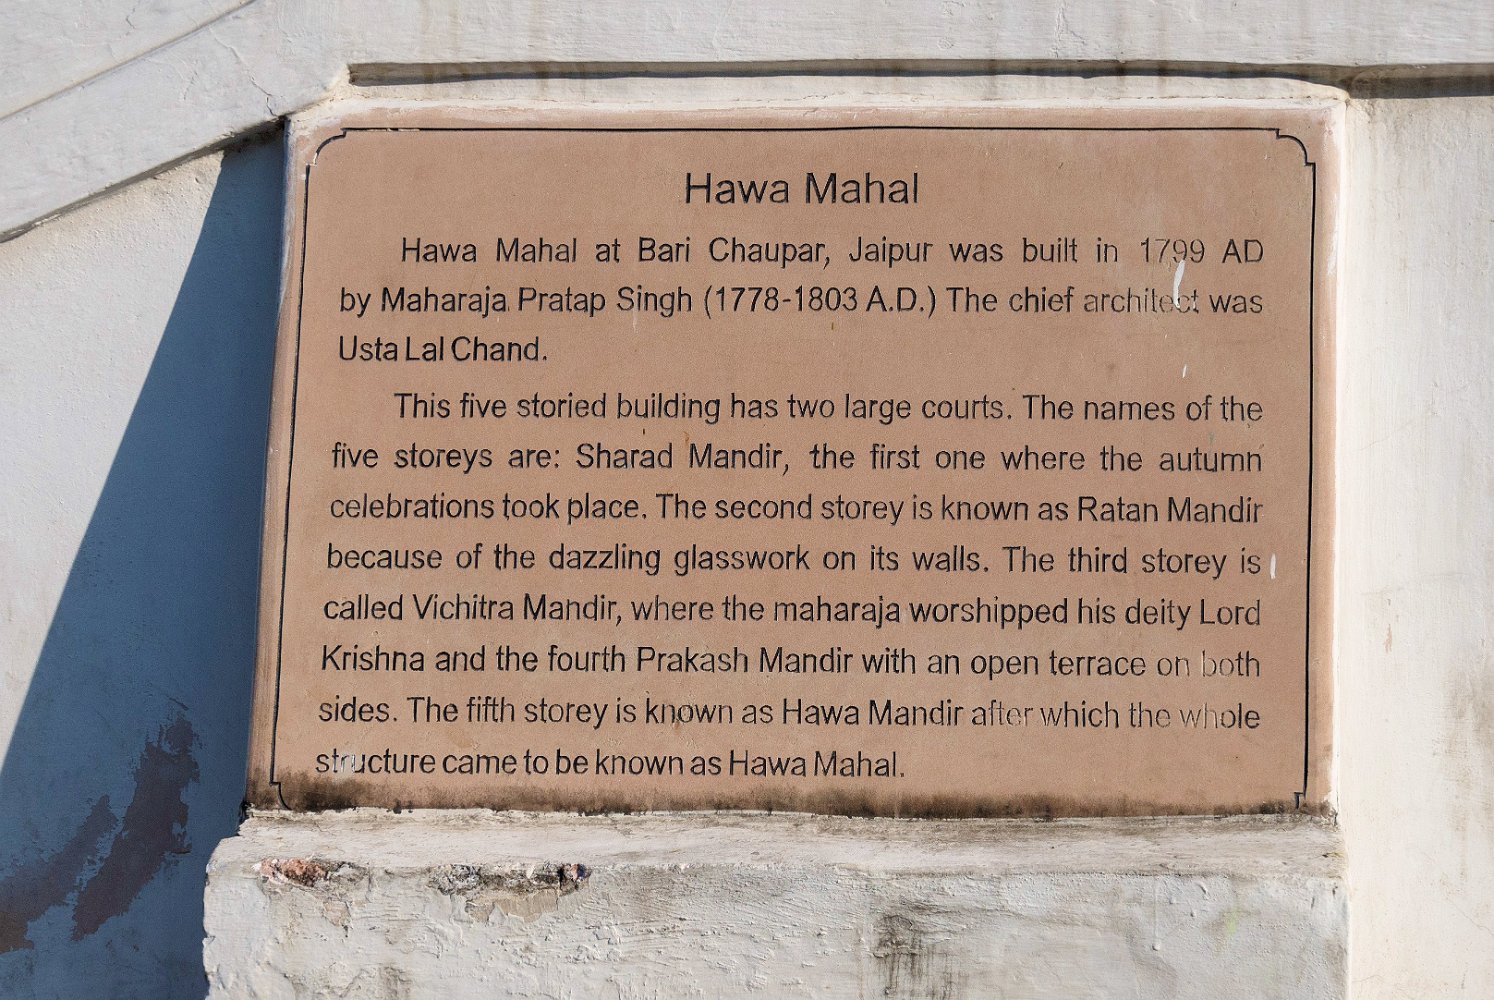 Hawa Mahal
Hawa Mahal at Bari Chaupar, Jaipur was built in 1799 AD
by Maharaja Pratap Singh (1778-1803 A.D.) The chief architect was
Usta Lal Chand.
This five storied building has two large courts. The names of the
five storeys are: Sharad Mandir, the first one where the autumn
celebrations took place. The second storey is known as Ratan Mandir
because of the dazzling glasswork on its walls. The third storey is
called Vichitra Mandir, where the maharaja worshipped his deity Lord
Krishna and the fourth Prakash Mandir with an open terrace on both
sides. The fifth storey is known as Hawa Mandir after which the whole
structure came to be known as Hawa Mahal.